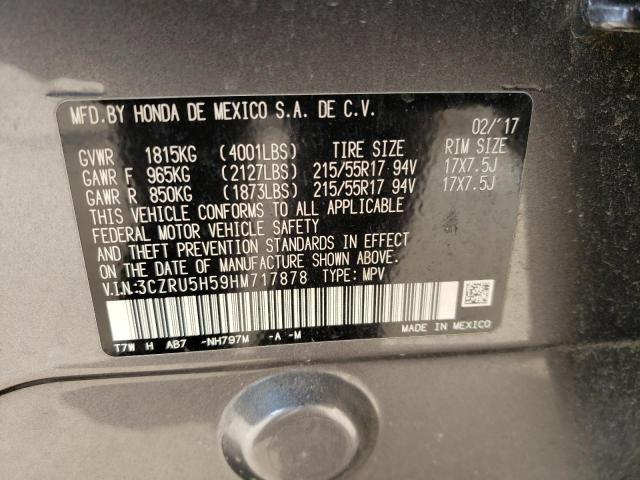 MFD.BY HONDA DE MEXICO S.A. DE C.V.
02/'17
GVWR 1815KG (4001LBS) TIRE SIZE RIM SIZE
GAWR F 965KG (2127LBS) 215/55R17 94V 17X7.5J
GAWR R 850KG (1873LBS) 215/55R17 94V 17X7.5J
THIS VEHICLE CONFORMS TO ALL APPLICABLE
FEDERAL MOTOR VEHICLE SAFETY
AND THEFT PREVENTION STANDARDS IN EFFECT
ON THE DATE OF MANUFACTURE SHOWN ABOVE.
V.I.N:3CZRU5H59HM717878 TYPE: MPV
T7W H AB7 -NH797M -A -M
MADE IN MEXICO